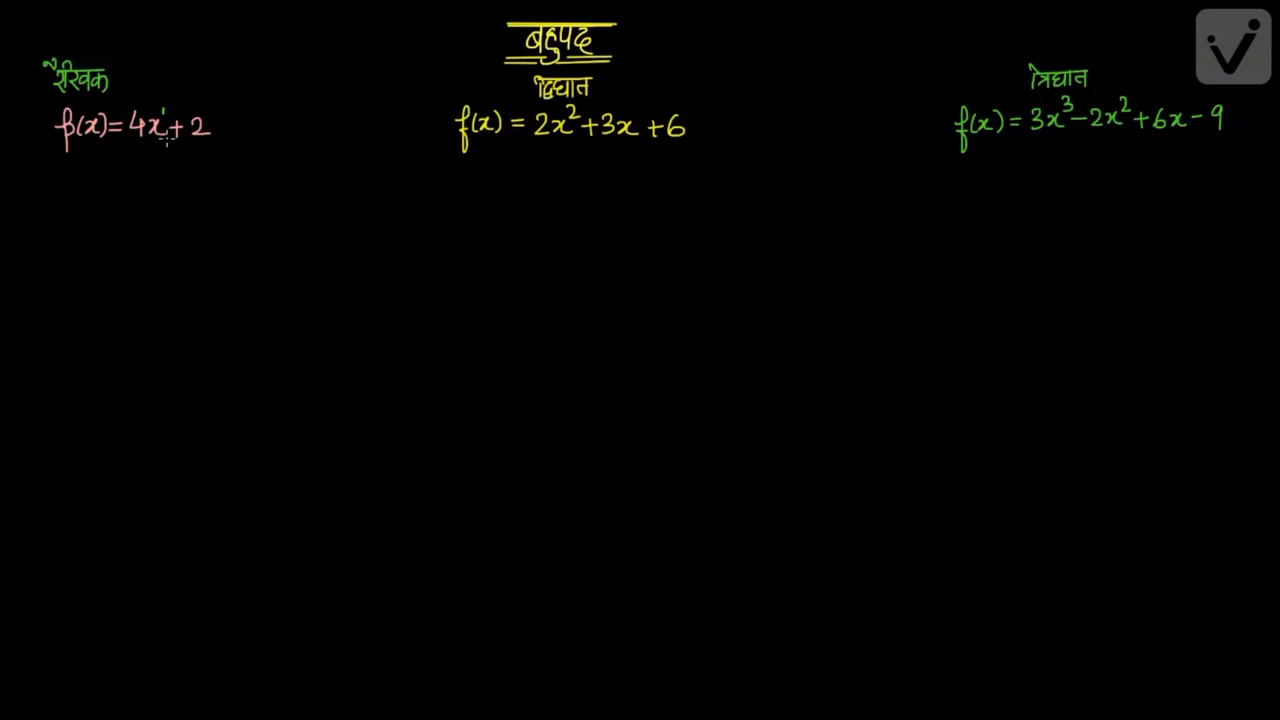 बहुपद
रैखिक
f(x) = 4x¹ + 2
द्विघात
f(x) = 2x² + 3x + 6
त्रिघात
f(x) = 3x³ - 2x² + 6x - 9